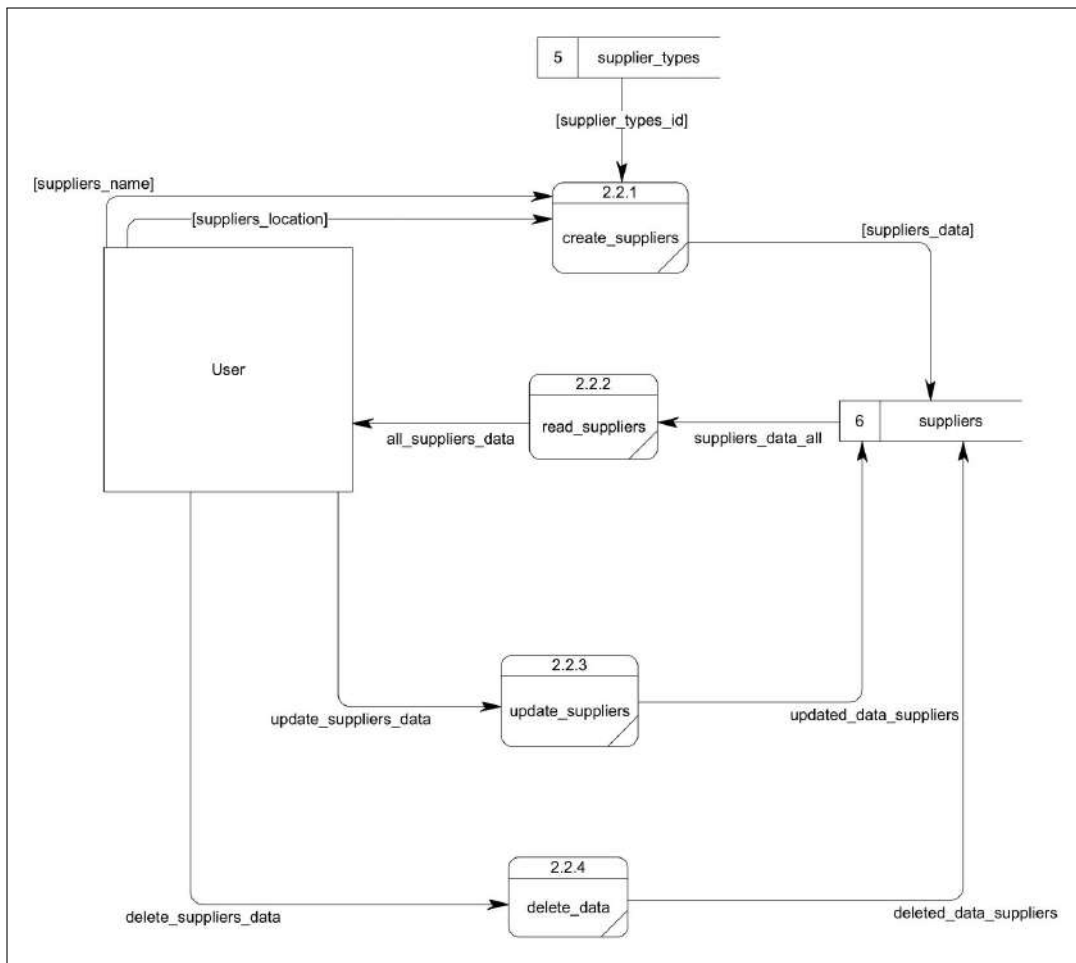 5 supplier_types
[supplier_types_id]
[suppliers_name]
2.2.1
[suppliers_location]
create_suppliers
[suppliers_data]
User
2.2.2
read_suppliers
all_suppliers_data
suppliers_data_all
6 suppliers
2.2.3
update_suppliers
update_suppliers_data
updated_data_suppliers
2.2.4
delete_data
delete_suppliers_data
deleted_data_suppliers